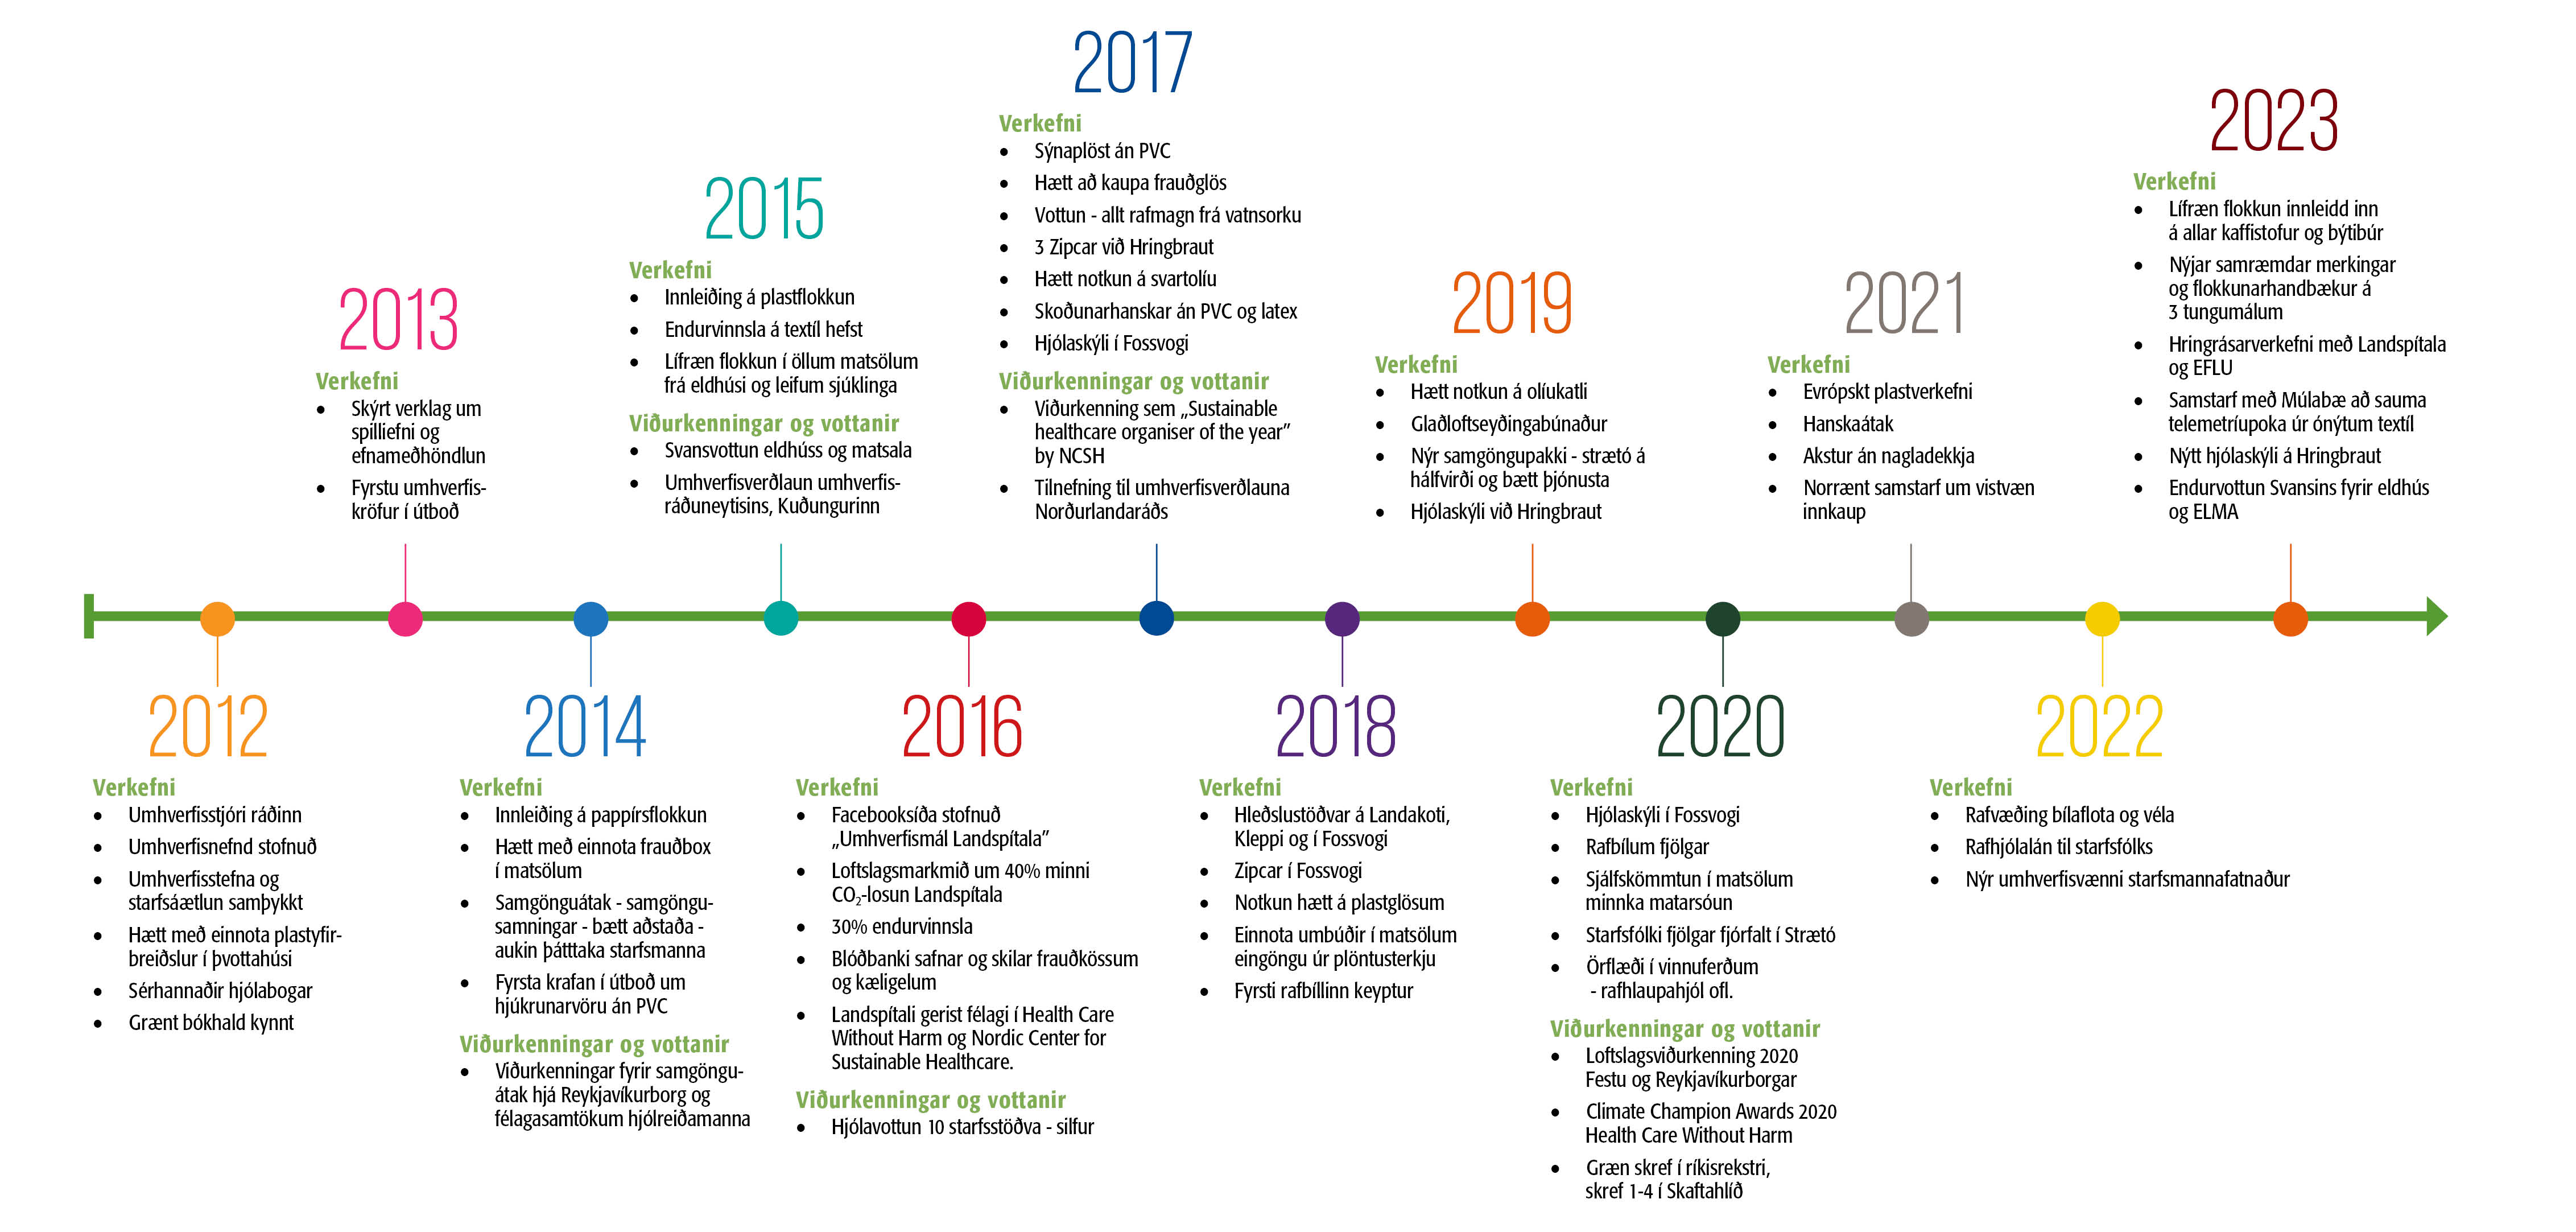 2012
Verkefni
• Umhverfisstjóri ráðinn
• Umhverfisnefnd stofnuð
• Umhverfisstefna og
starfsáætlun samþykkt
• Hætt með einnota plastyfir-
breiðslur í þvottahúsi
• Sérhannaðir hjólabogar
• Grænt bókhald kynnt
2013
Verkefni
• Skýrt verklag um
spilliefni og
efnameðhöndlun
• Fyrstu umhverfis-
kröfur í útboð
2014
Verkefni
• Innleiðing á pappírsflokkun
• Hætt með einnota frauðbox
í matsölum
• Samgönguátak - samgöngu-
samningar - bætt aðstaða -
aukin þátttaka starfsmanna
• Fyrsta krafan í útboð um
hjúkrunarvöru án PVC
Viðurkenningar og vottanir
• Viðurkenningar fyrir samgöngu-
átak hjá Reykjavíkurborg og
félagasamtökum hjólreiðamanna
2015
Verkefni
• Innleiðing á plastflokkun
• Endurvinnsla á textíl hefst
• Lífræn flokkun í öllum matsölum
frá eldhúsi og leifum sjúklinga
Viðurkenningar og vottanir
• Svansvottun eldhúss og matsala
• Umhverfisverðlaun umhverfis-
ráðuneytisins, Kuðungurinn
2016
Verkefni
• Facebooksíða stofnuð
„Umhverfismál Landspítala”
• Loftslagsmarkmið um 40% minni
CO₂-losun Landspítala
• 30% endurvinnsla
• Blóðbanki safnar og skilar frauðkössum
og kæligelum
• Landspítali gerist félagi í Health Care
Without Harm og Nordic Center for
Sustainable Healthcare.
Viðurkenningar og vottanir
• Hjólavottun 10 starfsstöðva - silfur
2017
Verkefni
• Sýnaplöst án PVC
• Hætt að kaupa frauðglös
• Vottun - allt rafmagn frá vatnsorku
• 3 Zipcar við Hringbraut
• Hætt notkun á svartolíu
• Skoðunarhanskar án PVC og latex
• Hjólaskýli í Fossvogi
Viðurkenningar og vottanir
• Viðurkenning sem „Sustainable
healthcare organiser of the year”
by NCSH
• Tilnefning til umhverfisverðlauna
Norðurlandaráðs
2018
Verkefni
• Hleðslustöðvar á Landakoti,
Kleppi og í Fossvogi
• Zipcar í Fossvogi
• Notkun hætt á plastglösum
• Einnota umbúðir í matsölum
eingöngu úr plöntusterkju
• Fyrsti rafbíllinn keyptur
2019
Verkefni
• Hætt notkun á olíukatli
• Glaðloftseyðingabúnaður
• Nýr samgöngupakki - strætó á
hálfvirði og bætt þjónusta
• Hjólaskýli við Hringbraut
2020
Verkefni
• Hjólaskýli í Fossvogi
• Rafbílum fjölgar
• Sjálfskömmtun í matsölum
minnka matarsóun
• Starfsfólki fjölgar fjórfalt í Strætó
• Örflæði í vinnuferðum
- rafhlaupahjól ofl.
Viðurkenningar og vottanir
• Loftslagsviðurkenning 2020
Festu og Reykjavíkurborgar
• Climate Champion Awards 2020
Health Care Without Harm
• Græn skref í ríkisrekstri,
skref 1-4 í Skaftahlíð
2021
Verkefni
• Evrópskt plastverkefni
• Hanskaátak
• Akstur án nagladekkja
• Norrænt samstarf um vistvæn
innkaup
2022
Verkefni
• Rafvæðing bílaflota og véla
• Rafhjólalán til starfsfólks
• Nýr umhverfisvænni starfsmannafatnaður
2023
Verkefni
• Lífræn flokkun innleidd inn
á allar kaffistofur og býtibúr
• Nýjar samræmdar merkingar
og flokkunarhandbækur á
3 tungumálum
• Hringrásarverkefni með Landspítala
og EFLU
• Samstarf með Múlabæ að sauma
telemetríupoka úr ónýtum textíl
• Nýtt hjólaskýli á Hringbraut
• Endurvottun Svansins fyrir eldhús
og ELMA